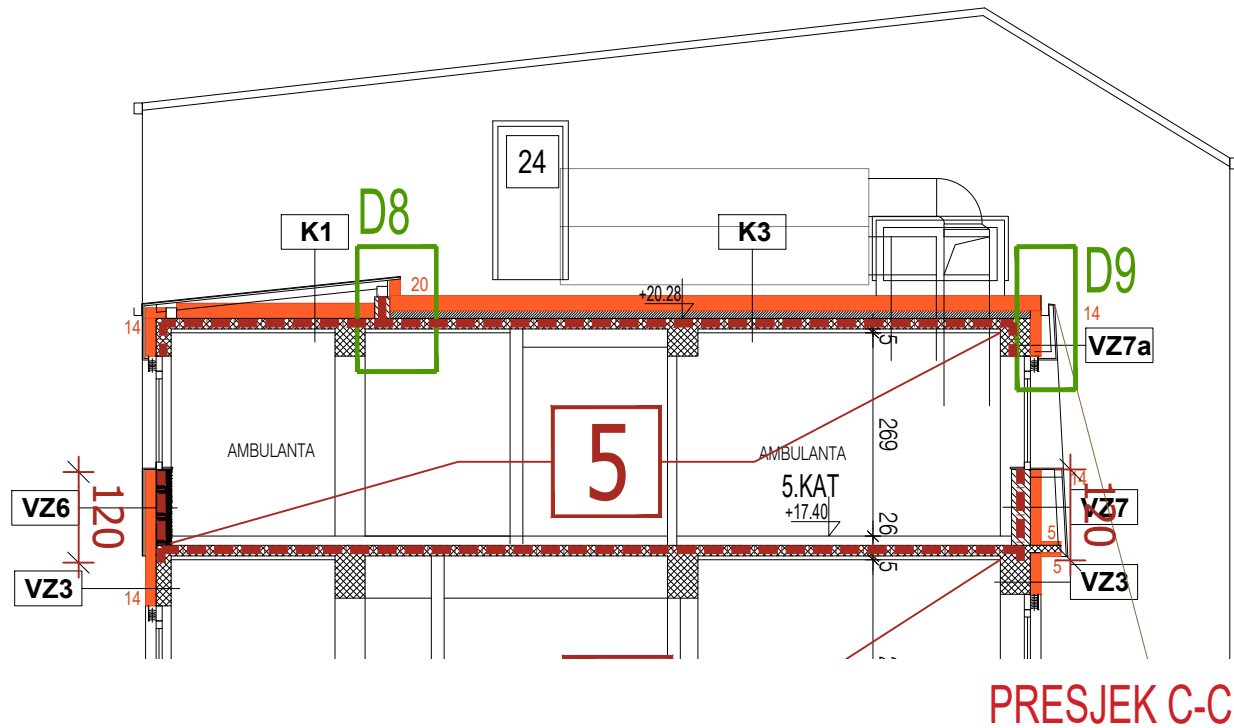 24
D8
K1
K3
D9
20
+20.28
14
14
VZ7a
5
269
AMBULANTA
AMBULANTA
5
5.KAT
+17.40
14
VZ6
120
VZ7
120
26
5
5
5
VZ3
14
VZ3
PRESJEK C-C